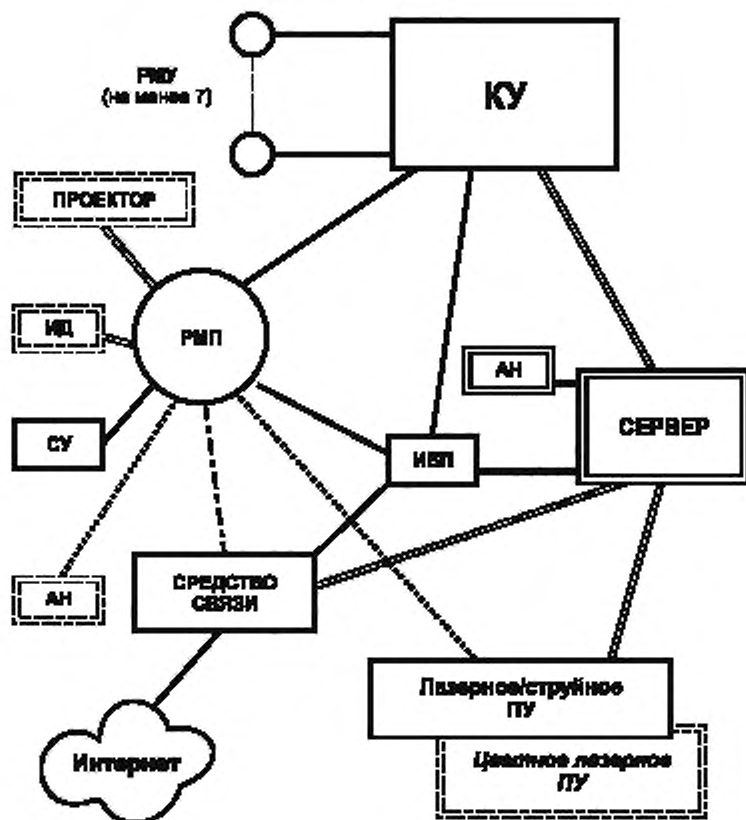 РМУ
(не менее 7)
КУ
ПРОЕКТОР
ИД
РМП
АН
СУ
СЕРВЕР
ИБП
АН
СРЕДСТВО
СВЯЗИ
Лазерное/струйное
ПУ
Интернет
Цветное лазерное
ПУ